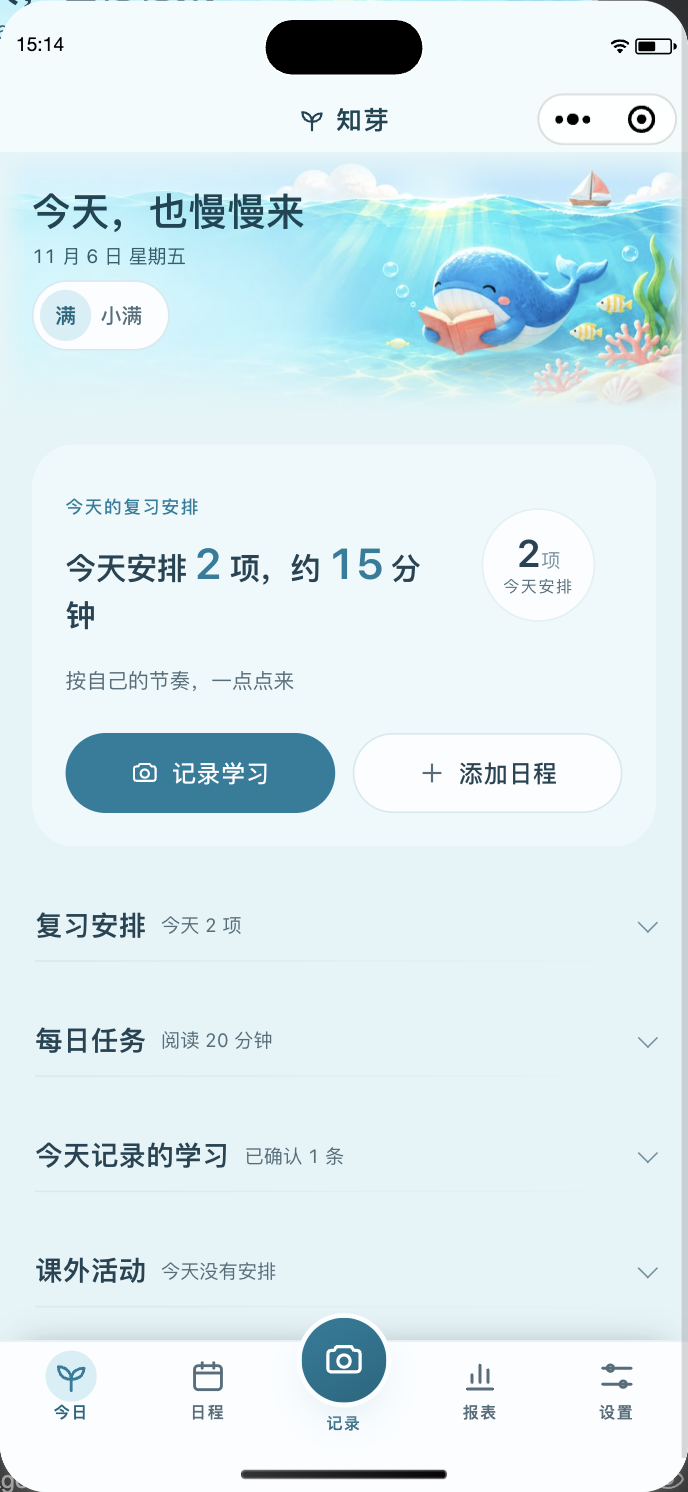 15:14
知芽
今天，也慢慢来
11 月 6 日 星期五
满 小满
今天的复习安排
今天安排 2 项，约 15 分
钟
2项
今天安排
按自己的节奏，一点点来
记录学习
添加日程
复习安排 今天 2 项
每日任务 阅读 20 分钟
今天记录的学习 已确认 1 条
课外活动 今天没有安排
今日 日程 记录 报表 设置